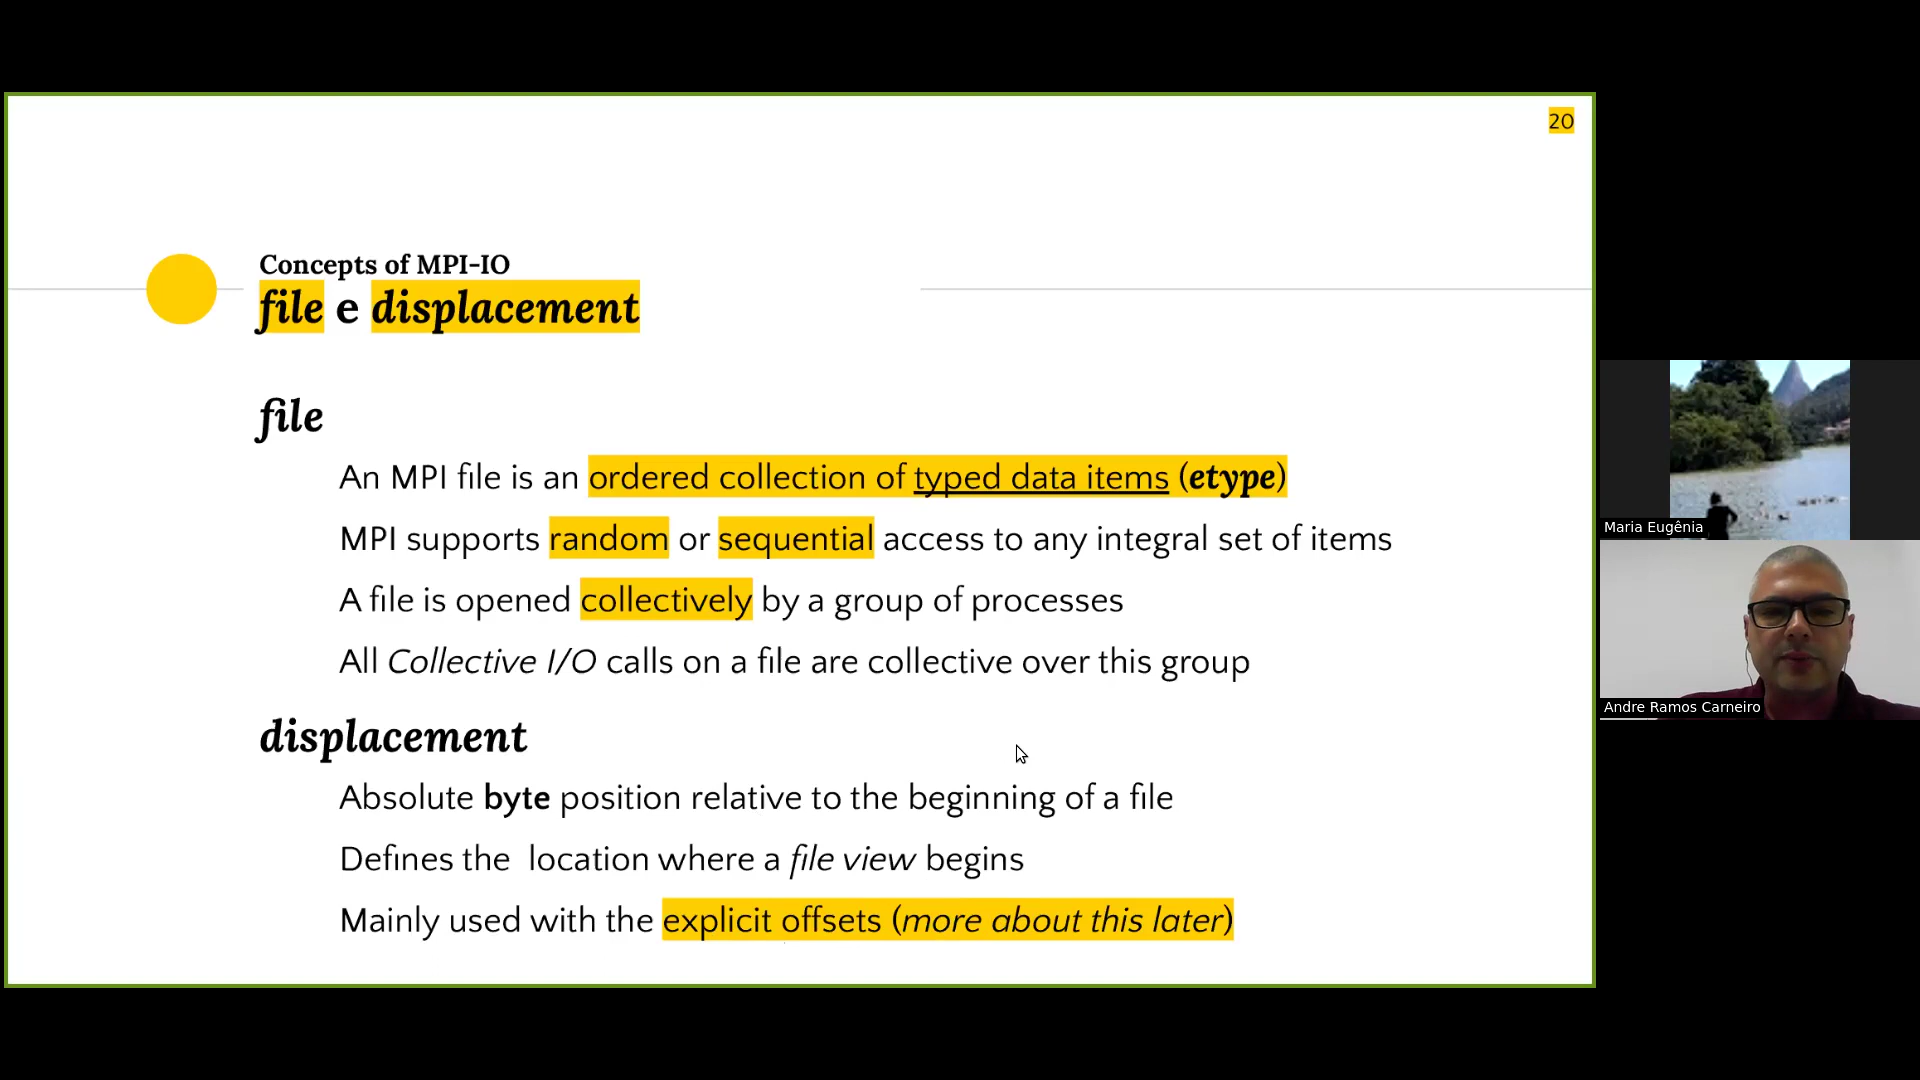 20
Concepts of MPI-IO
file e displacement
file
An MPI file is an ordered collection of typed data items (etype)
MPI supports random or sequential access to any integral set of items
A file is opened collectively by a group of processes
All Collective I/O calls on a file are collective over this group
displacement
Absolute byte position relative to the beginning of a file
Defines the  location where a file view begins
Mainly used with the explicit offsets (more about this later)
Maria Eugênia
Andre Ramos Carneiro